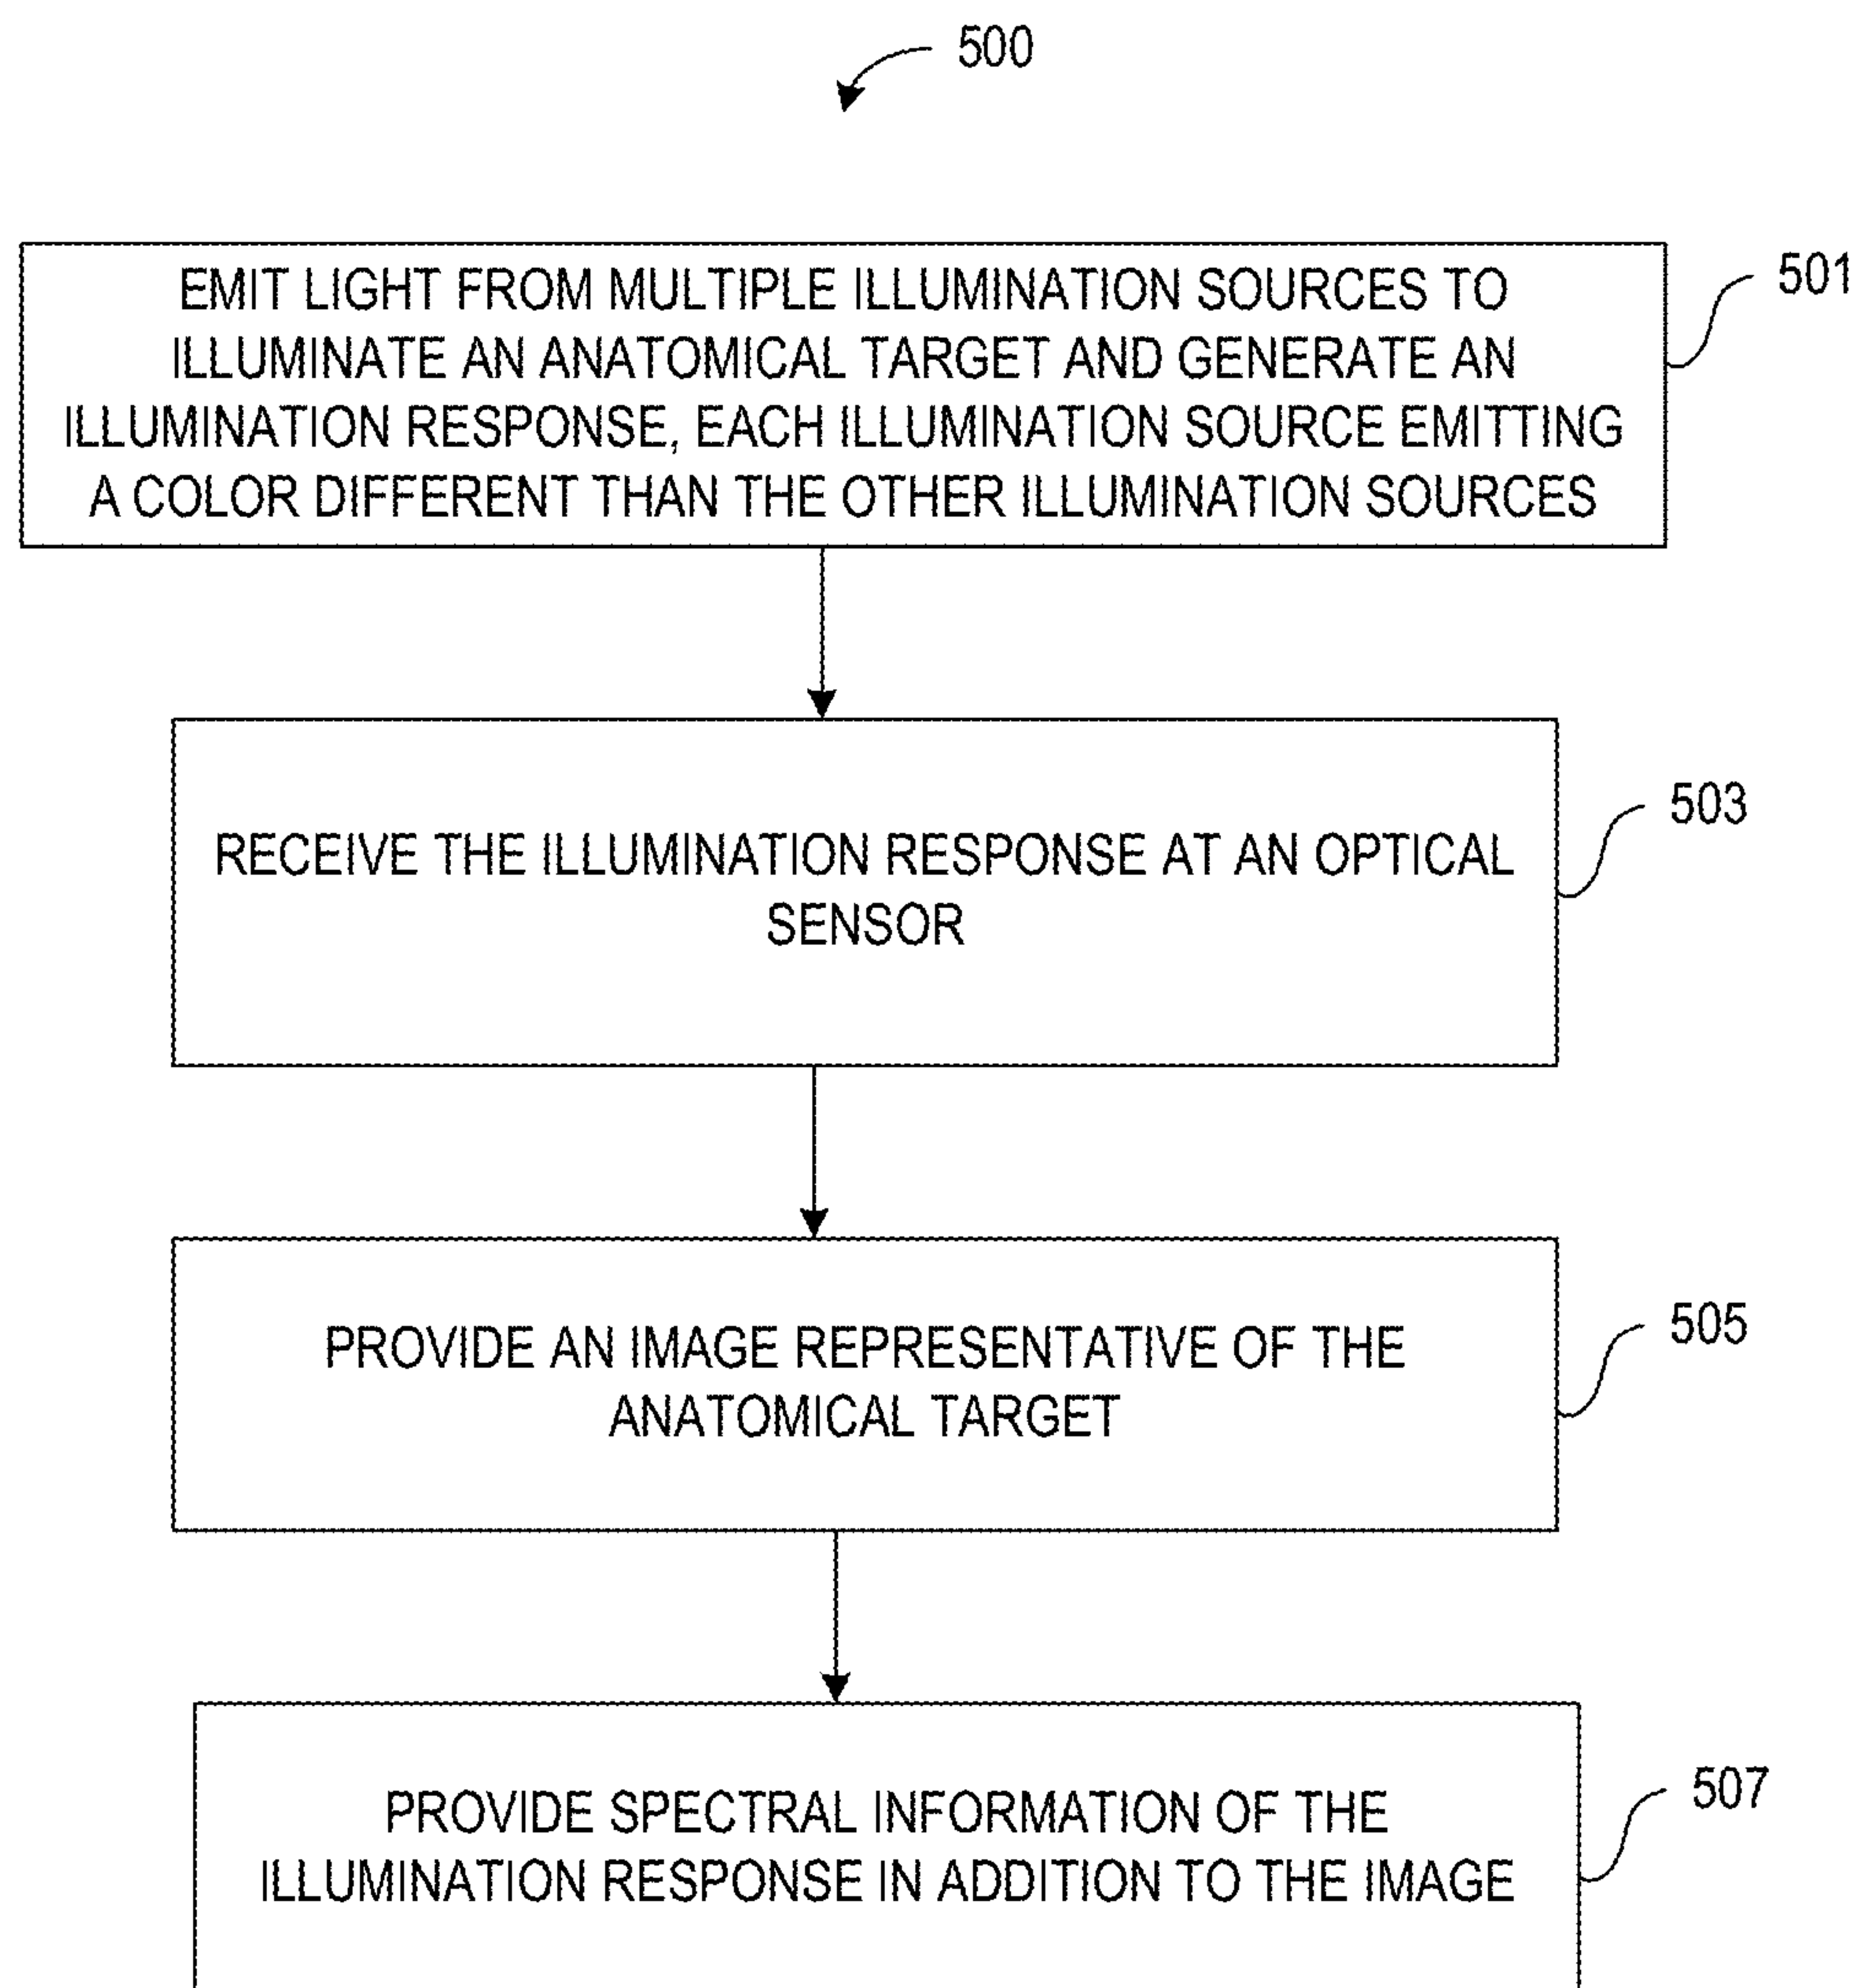 500
EMIT LIGHT FROM MULTIPLE ILLUMINATION SOURCES TO
ILLUMINATE AN ANATOMICAL TARGET AND GENERATE AN
ILLUMINATION RESPONSE, EACH ILLUMINATION SOURCE EMITTING
A COLOR DIFFERENT THAN THE OTHER ILLUMINATION SOURCES
501
RECEIVE THE ILLUMINATION RESPONSE AT AN OPTICAL
SENSOR
503
PROVIDE AN IMAGE REPRESENTATIVE OF THE
ANATOMICAL TARGET
505
PROVIDE SPECTRAL INFORMATION OF THE
ILLUMINATION RESPONSE IN ADDITION TO THE IMAGE
507